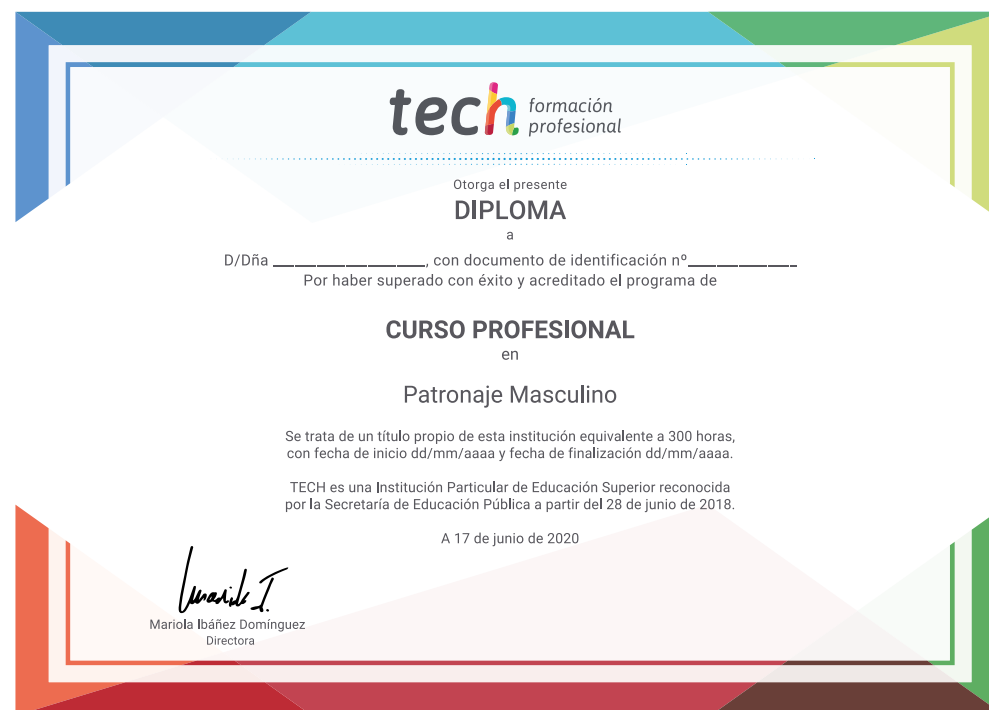 tech formación
profesional
Otorga el presente
DIPLOMA
a
D/Dña ____________________, con documento de identificación nº______________
Por haber superado con éxito y acreditado el programa de
CURSO PROFESIONAL
en
Patronaje Masculino
Se trata de un título propio de esta institución equivalente a 300 horas,
con fecha de inicio dd/mm/aaaa y fecha de finalización dd/mm/aaaa.
TECH es una Institución Particular de Educación Superior reconocida
por la Secretaría de Educación Pública a partir del 28 de junio de 2018.
A 17 de junio de 2020
Mariola Ibáñez Domínguez
Directora